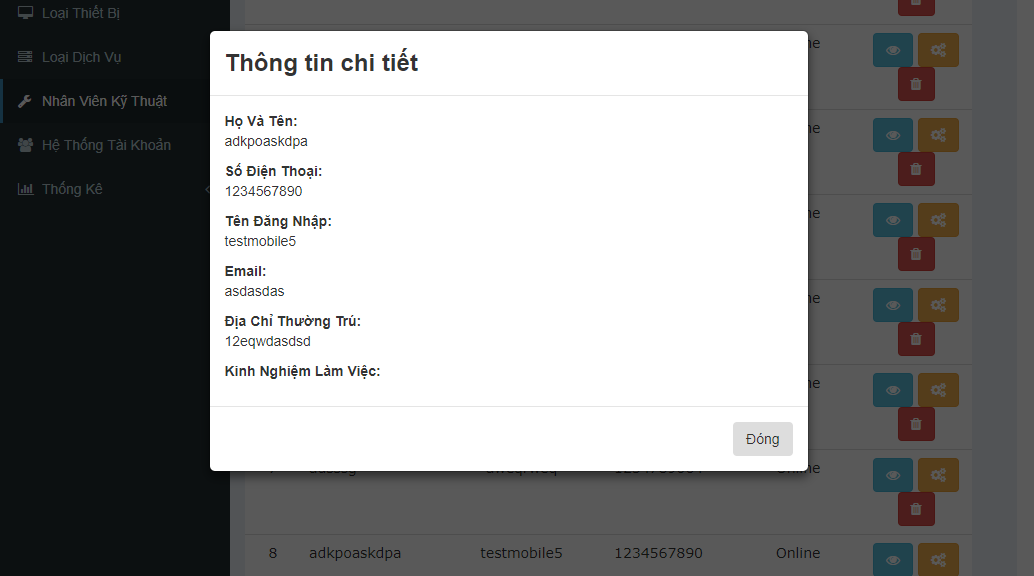 Loại Thiết Bị
Loại Dịch Vụ
Nhân Viên Kỹ Thuật
Hệ Thống Tài Khoản
Thống Kê
Thông tin chi tiết
Họ Và Tên:
adkpoaskdpa
Số Điện Thoại:
1234567890
Tên Đăng Nhập:
testmobile5
Email:
asdasdas
Địa Chỉ Thường Trú:
12eqwdasdsd
Kinh Nghiệm Làm Việc:
Đóng
Online
8 adkpoaskdpa testmobile5 1234567890 Online